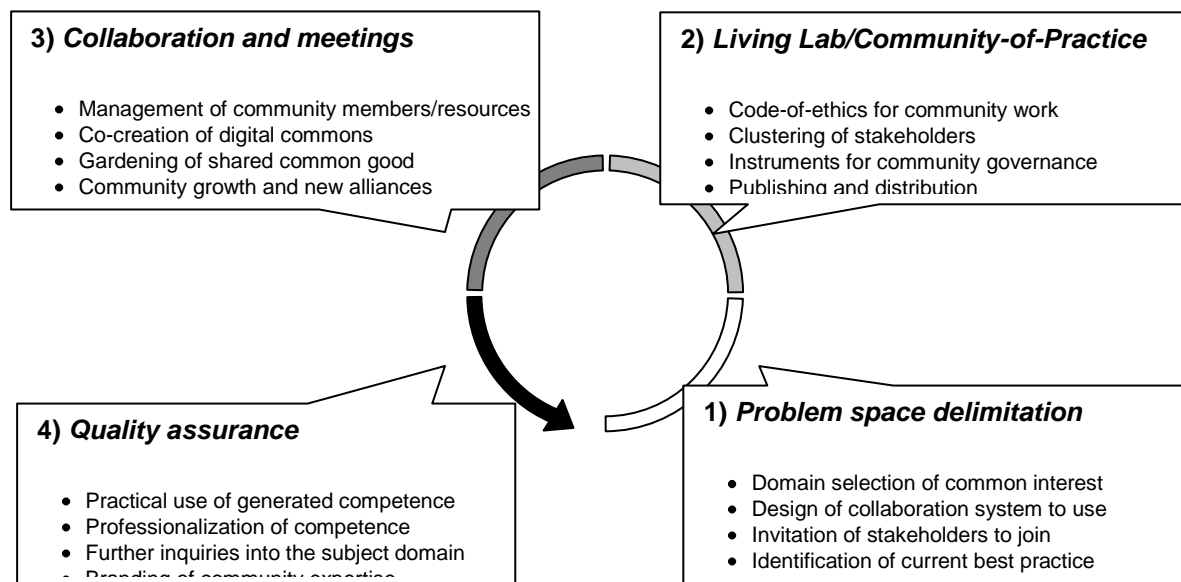 3) Collaboration and meetings
• Management of community members/resources
• Co-creation of digital commons
• Gardening of shared common good
• Community growth and new alliances
2) Living Lab/Community-of-Practice
• Code-of-ethics for community work
• Clustering of stakeholders
• Instruments for community governance
• Publishing and distribution
4) Quality assurance
• Practical use of generated competence
• Professionalization of competence
• Further inquiries into the subject domain
• Branding of community expertise
1) Problem space delimitation
• Domain selection of common interest
• Design of collaboration system to use
• Invitation of stakeholders to join
• Identification of current best practice